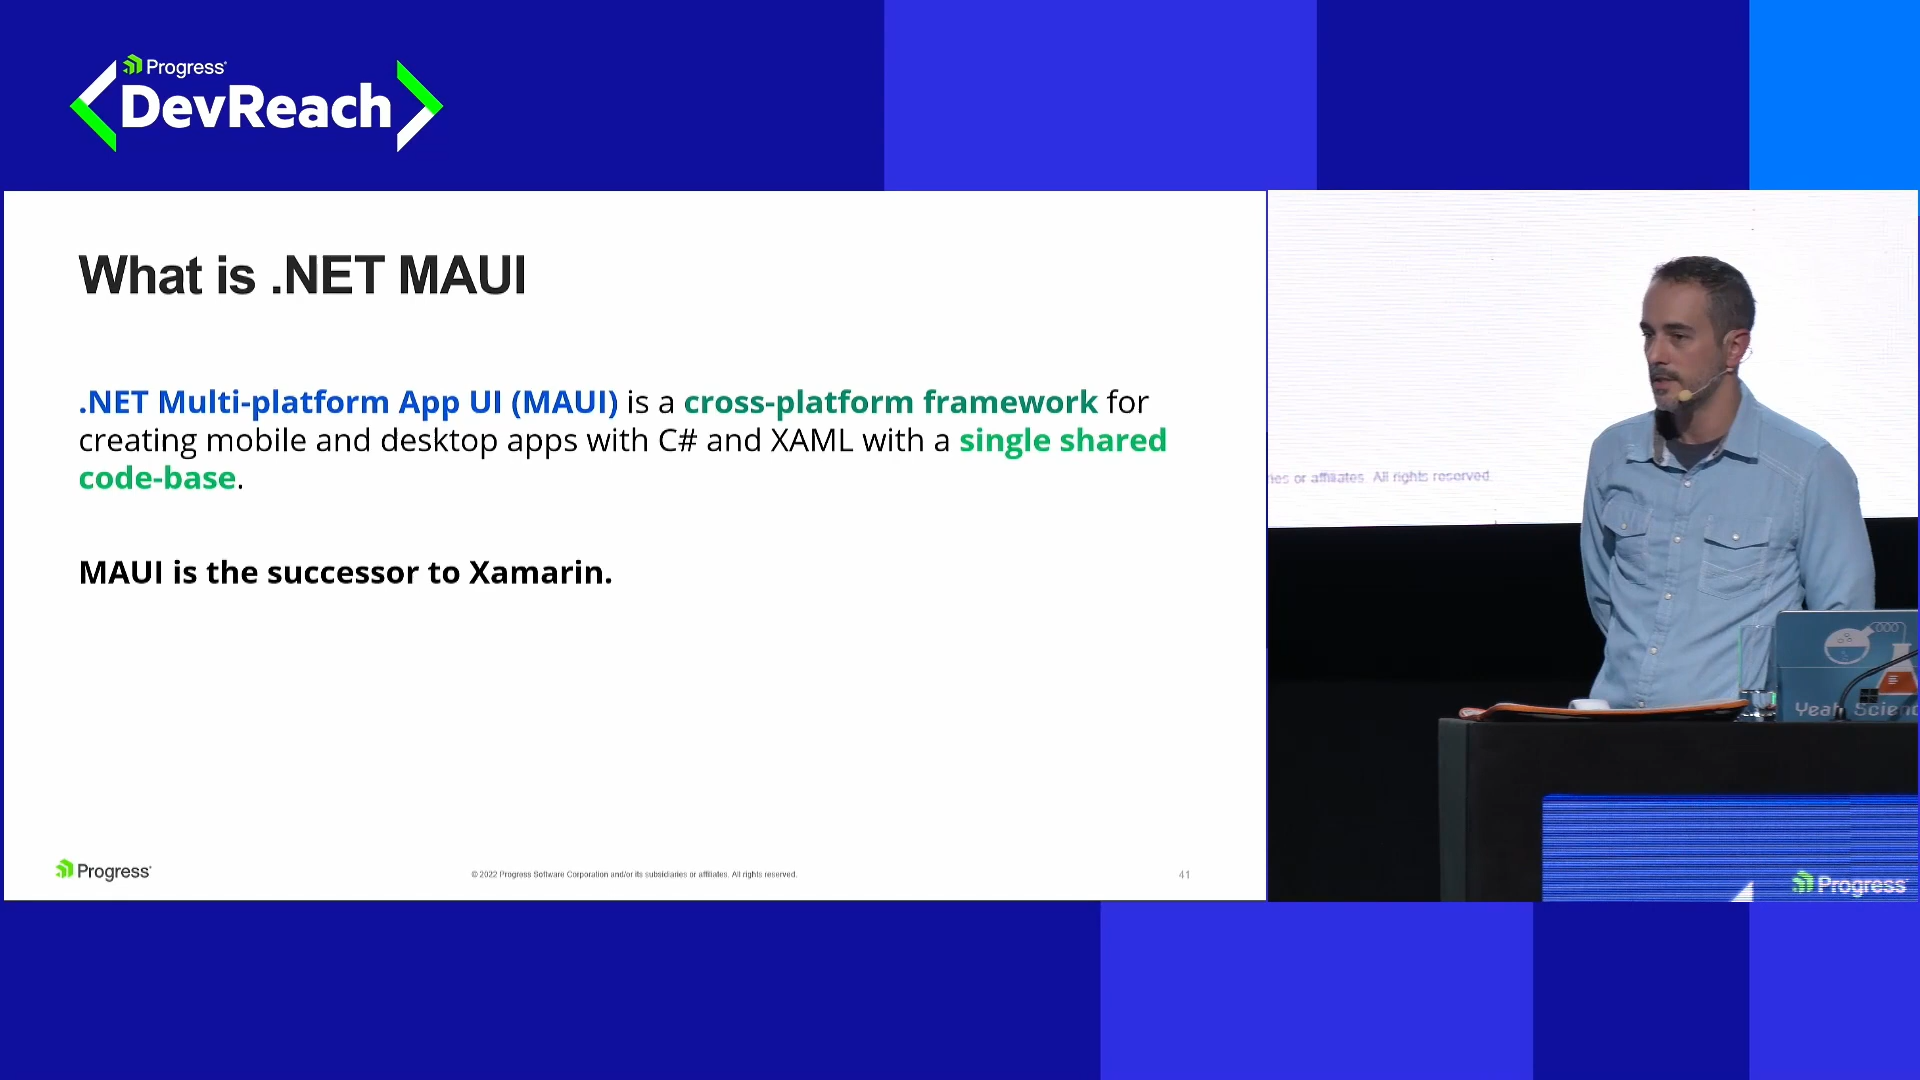 Progress
DevReach
What is .NET MAUI
.NET Multi-platform App UI (MAUI) is a cross-platform framework for
creating mobile and desktop apps with C# and XAML with a single shared
code-base.
MAUI is the successor to Xamarin.
Progress
© 2022 Progress Software Corporation and/or its subsidiaries or affiliates. All rights reserved.
41
ies or affiliates. All rights reserved.
Yeah Scienc
Progress